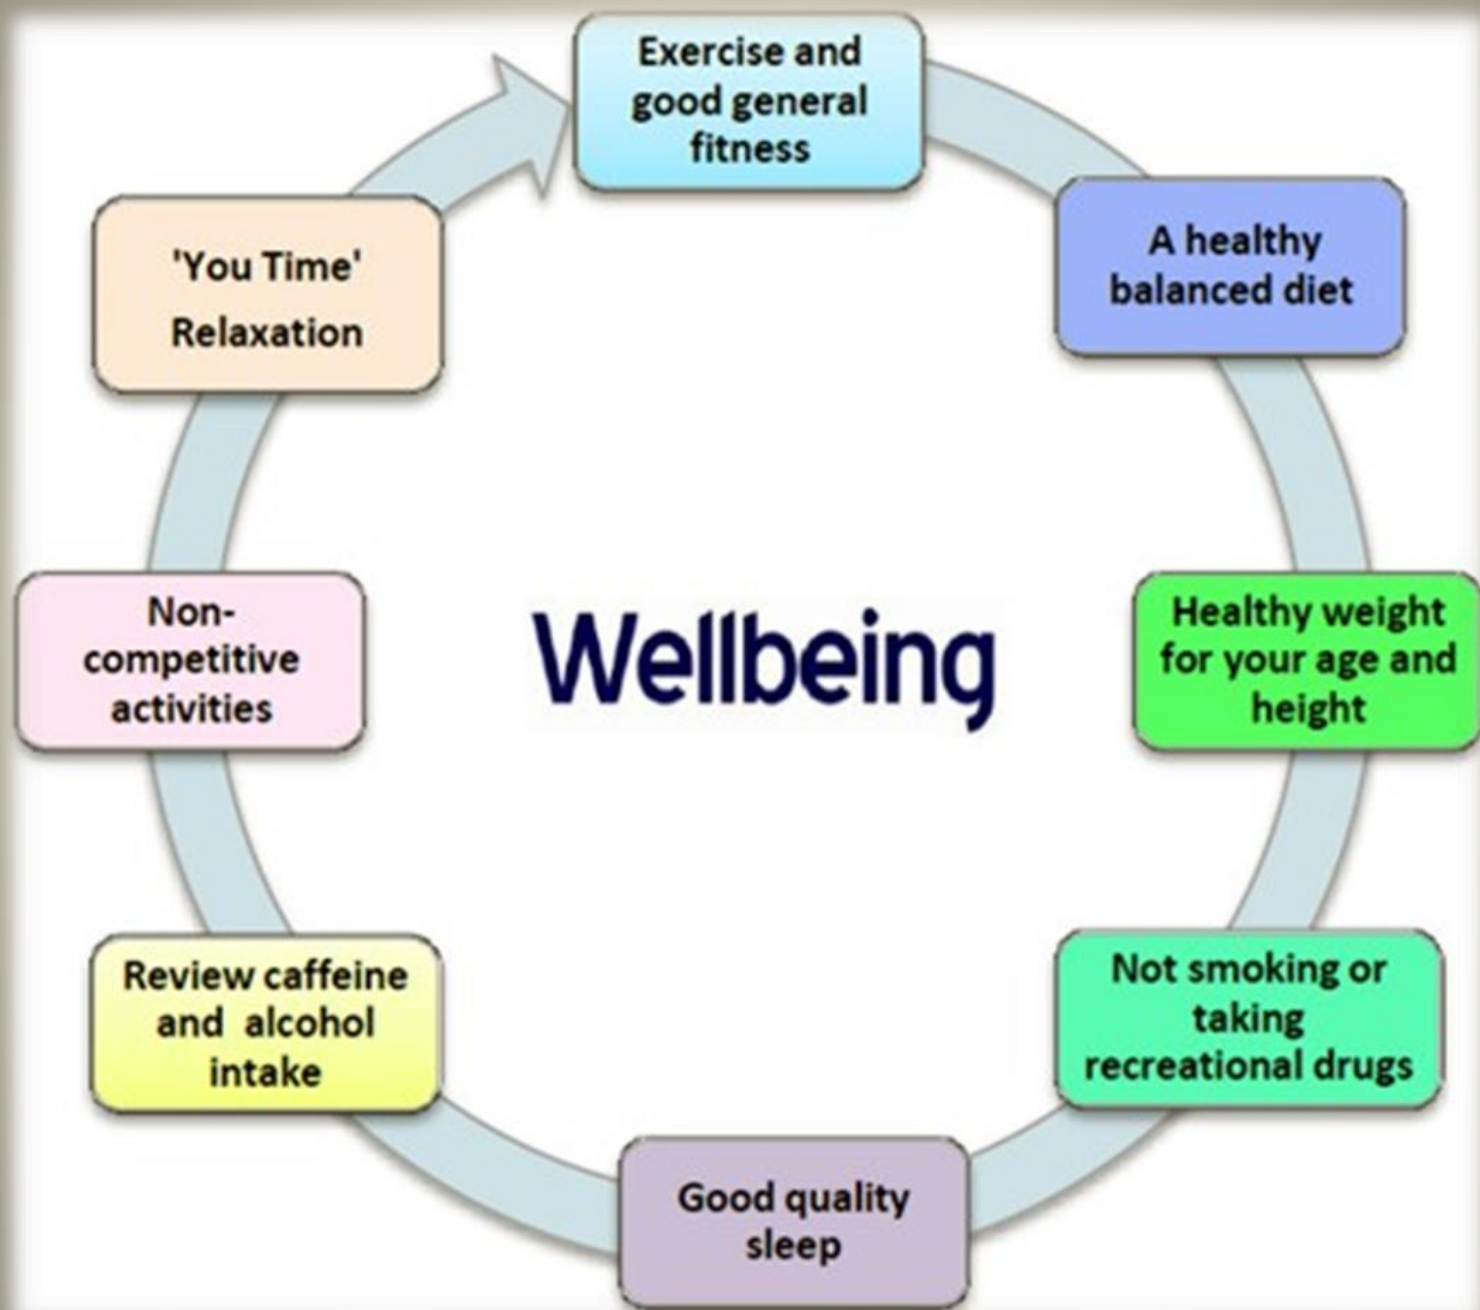 Exercise and
good general
fitness
A healthy
balanced diet
Healthy weight
for your age and
height
Not smoking or
taking
recreational drugs
Good quality
sleep
Review caffeine
and  alcohol
intake
Non-
competitive
activities
'You Time'
Relaxation
Wellbeing